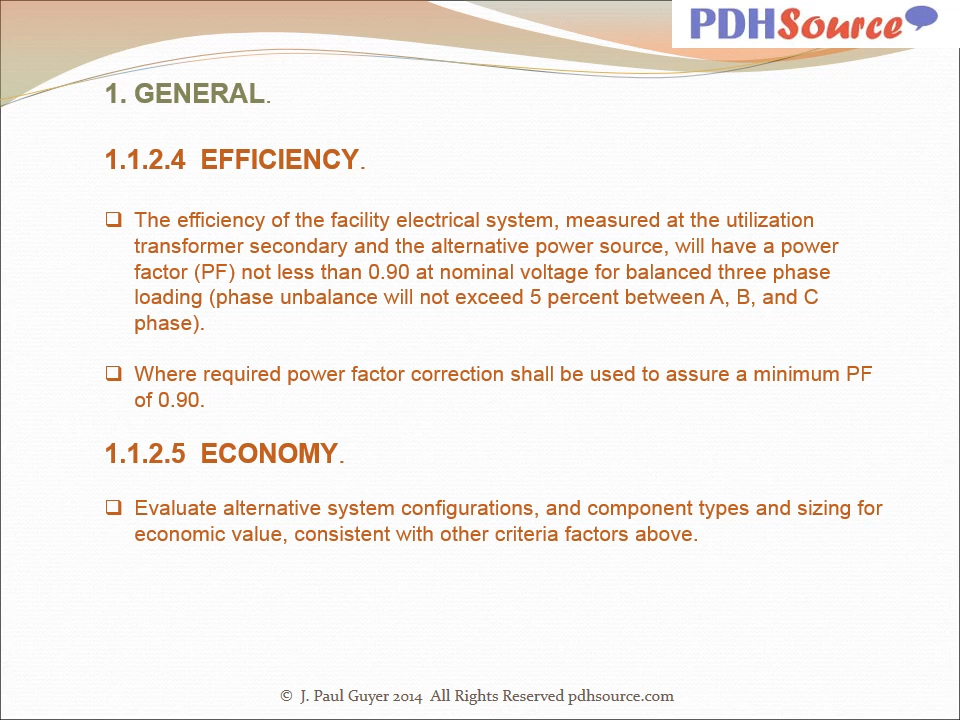 PDHSource
1. GENERAL.
1.1.2.4 EFFICIENCY.
The efficiency of the facility electrical system, measured at the utilization
transformer secondary and the alternative power source, will have a power
factor (PF) not less than 0.90 at nominal voltage for balanced three phase
loading (phase unbalance will not exceed 5 percent between A, B, and C
phase).
Where required power factor correction shall be used to assure a minimum PF
of 0.90.
1.1.2.5 ECONOMY.
Evaluate alternative system configurations, and component types and sizing for
economic value, consistent with other criteria factors above.
© J. Paul Guyer 2014 All Rights Reserved pdhsource.com